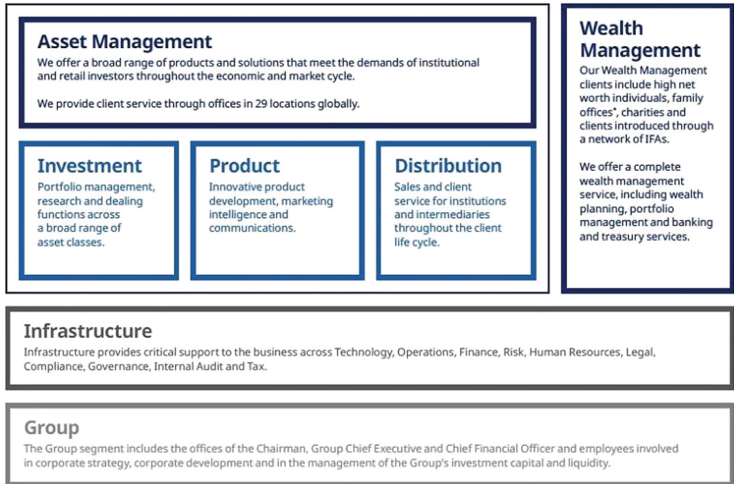 Asset Management
We offer a broad range of products and solutions that meet the demands of institutional
and retail investors throughout the economic and market cycle.
We provide client service through offices in 29 locations globally.
Investment
Portfolio management,
research and dealing
functions across
a broad range of
asset classes.
Product
Innovative product
development, marketing
intelligence and
communications.
Distribution
Sales and client
service for institutions
and intermediaries
throughout the client
life cycle.
Wealth
Management
Our Wealth Management
clients include high net
worth individuals, family
offices*, charities and
clients introduced through
a network of IFAs.
We offer a complete
wealth management
service, including wealth
planning, portfolio
management and banking
and treasury services.
Infrastructure
Infrastructure provides critical support to the business across Technology, Operations, Finance, Risk, Human Resources, Legal,
Compliance, Governance, Internal Audit and Tax.
Group
The Group segment includes the offices of the Chairman, Group Chief Executive and Chief Financial Officer and employees involved
in corporate strategy, corporate development and in the management of the Group's investment capital and liquidity.